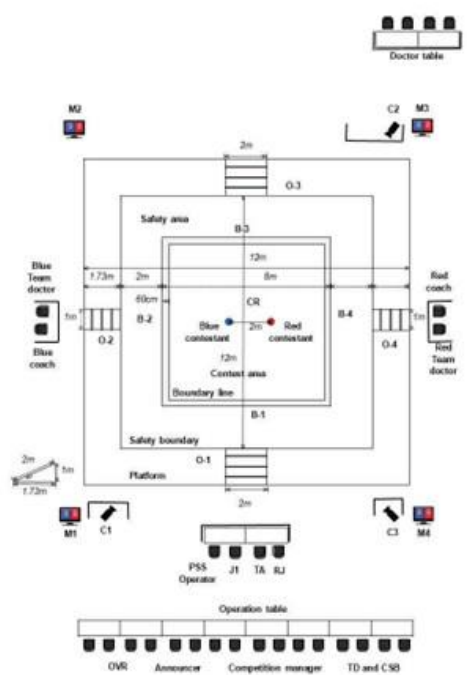 Doctor table
M2
C2
M3
2m
O-3
Safety area
B-3
12m
1.73m
2m
8m
Blue
Team
doctor
Red
coach
60cm
CR
1m
B-2
B-4
1m
Blue
contestant
2m
Red
contestant
O-2
O-4
Blue
coach
Red
Team
doctor
12m
Contest area
Boundary line
B-1
Safety boundary
O-1
2m
1m
1.73m
Platform
2m
M1
C1
C3
M4
PSS
Operator
J1
TA
RJ
Operation table
OVR
Announcer
Competition manager
TD and CSB